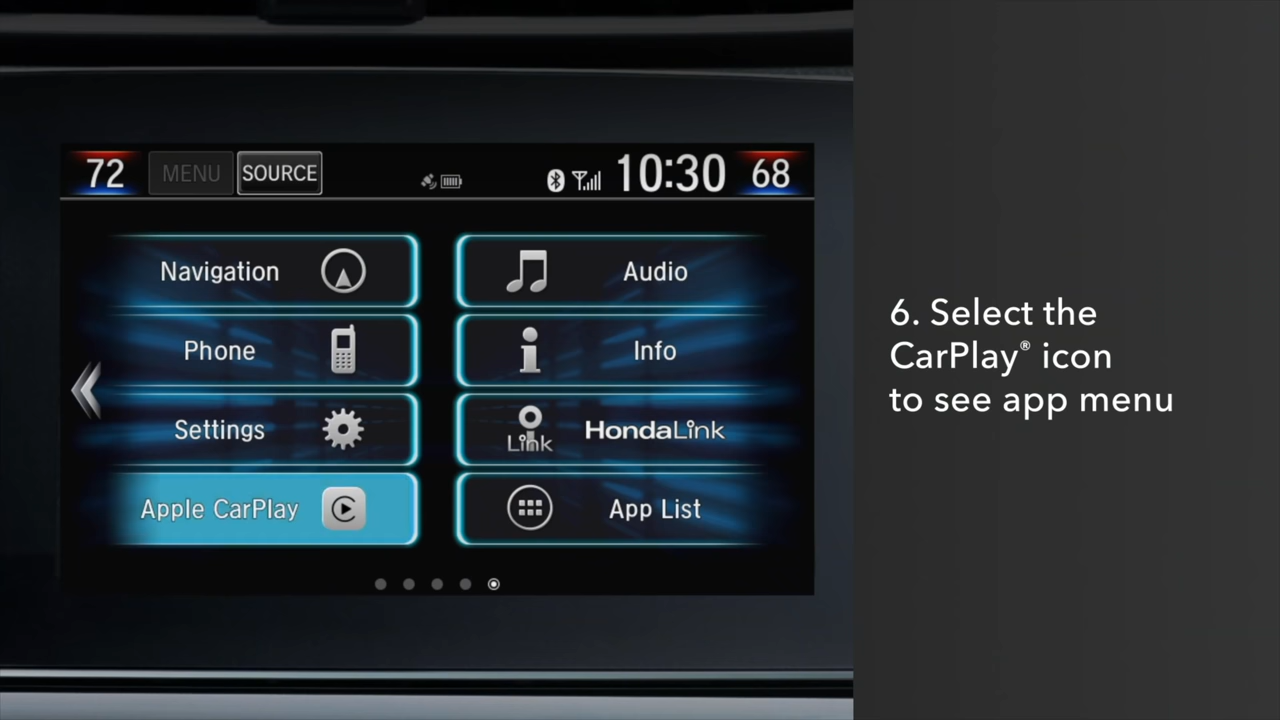 72 MENU SOURCE 10:30 68
Navigation Audio
Phone Info
Settings Link HondaLink
Apple CarPlay App List
6. Select the
CarPlay® icon
to see app menu